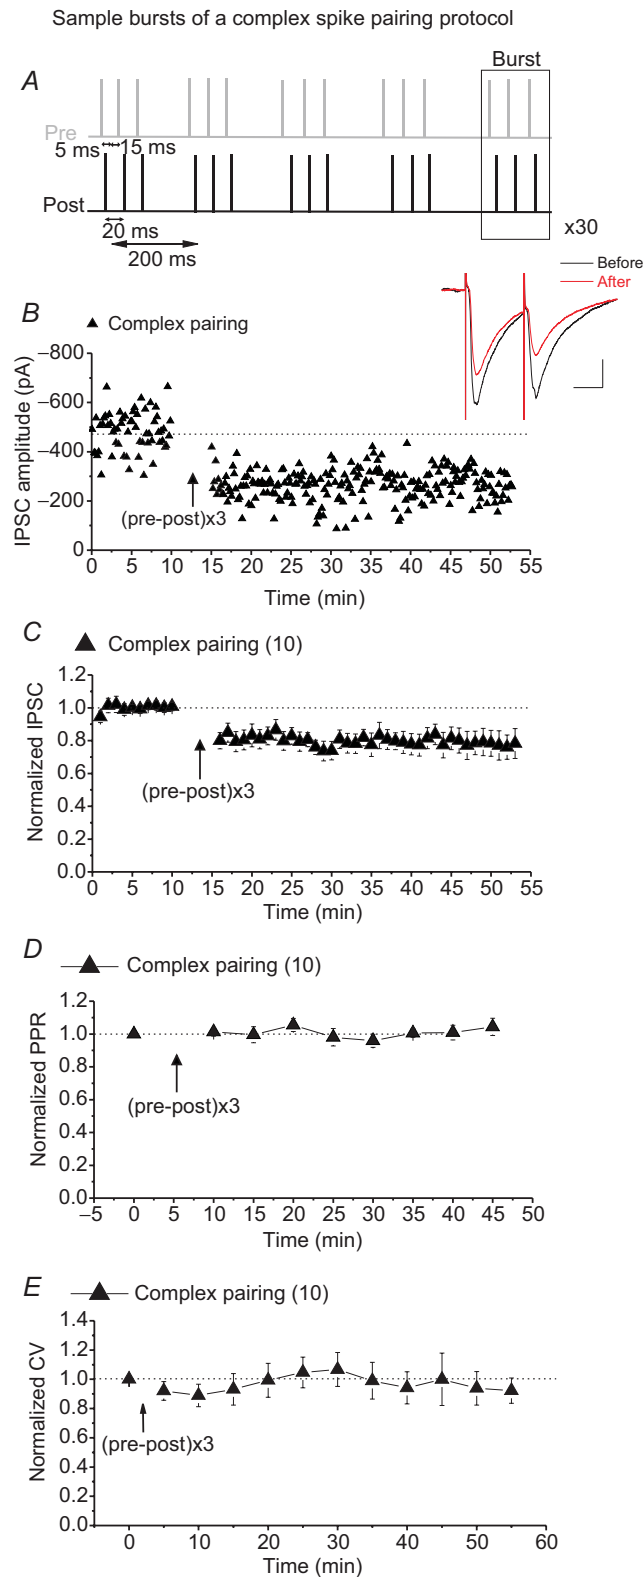 Sample bursts of a complex spike pairing protocol
A
Burst
Pre
5 ms
15 ms
Post
20 ms
200 ms
x30
Before
After
B
Complex pairing
IPSC amplitude (pA)
–800
–600
–400
–200
0
(pre-post)x3
0 5 10 15 20 25 30 35 40 45 50 55
Time (min)
C
Complex pairing (10)
Normalized IPSC
1.2
1.0
0.8
0.6
0.4
0.2
0.0
(pre-post)x3
0 5 10 15 20 25 30 35 40 45 50 55
Time (min)
D
Complex pairing (10)
Normalized PPR
1.2
1.0
0.8
0.6
0.4
0.2
0.0
(pre-post)x3
–5 0 5 10 15 20 25 30 35 40 45 50
Time (min)
E
Complex pairing (10)
Normalized CV
1.4
1.2
1.0
0.8
0.6
0.4
0.2
0.0
(pre-post)x3
0 10 20 30 40 50 60
Time (min)